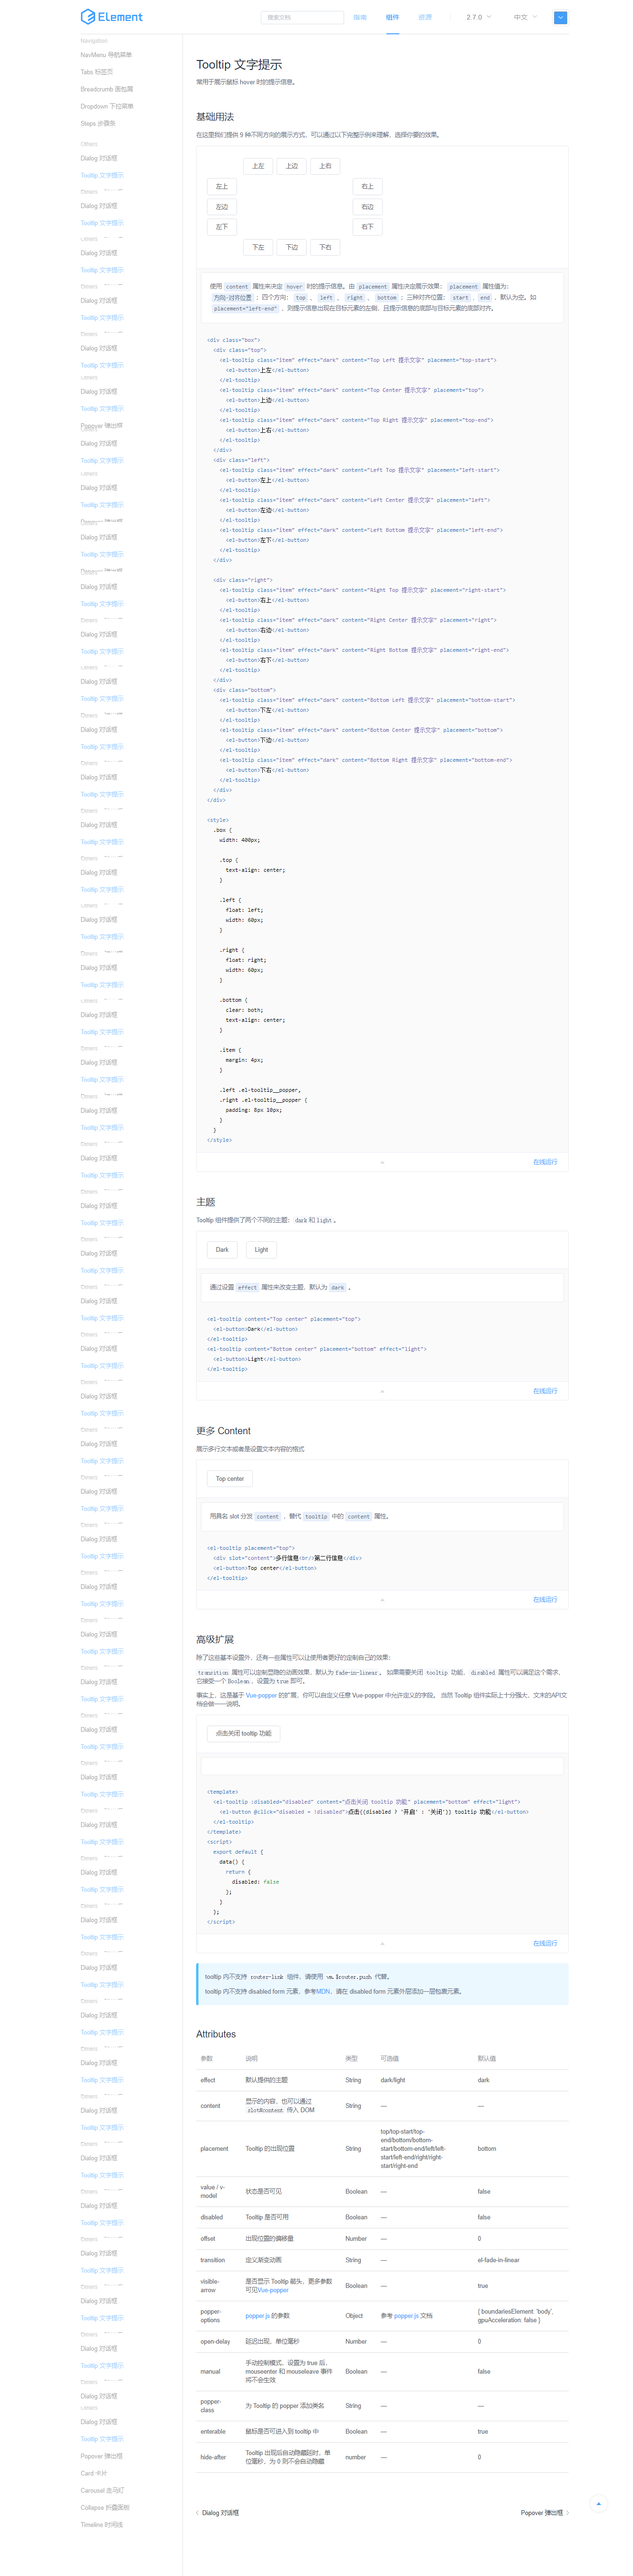 Element
搜索文档
指南
组件
资源
2.7.0
中文
Navigation
NavMenu 导航菜单
Tabs 标签页
Breadcrumb 面包屑
Dropdown 下拉菜单
Steps 步骤条
Others
Dialog 对话框
Tooltip 文字提示
Popover 弹出框
Card 卡片
Carousel 走马灯
Collapse 折叠面板
Timeline 时间线
Tooltip 文字提示
常用于展示鼠标 hover 时的提示信息。
基础用法
在这里我们提供 9 种不同方向的展示方式，可以通过以下完整示例来理解，选择你要的效果。
上左 上边 上右
左上 右上
左边 右边
左下 右下
下左 下边 下右
使用 content 属性来决定 hover 时的提示信息。由 placement 属性决定展示效果： placement 属性值为：
方向-对齐位置 ；四个方向： top 、 left 、 right 、 bottom ；三种对齐位置： start , end ，默认为空。如
placement="left-end" ，则提示信息出现在目标元素的左侧，且提示信息的底部与目标元素的底部对齐。
<div class="box">
<div class="top">
<el-tooltip class="item" effect="dark" content="Top Left 提示文字" placement="top-start">
<el-button>上左</el-button>
</el-tooltip>
<el-tooltip class="item" effect="dark" content="Top Center 提示文字" placement="top">
<el-button>上边</el-button>
</el-tooltip>
<el-tooltip class="item" effect="dark" content="Top Right 提示文字" placement="top-end">
<el-button>上右</el-button>
</el-tooltip>
</div>
<div class="left">
<el-tooltip class="item" effect="dark" content="Left Top 提示文字" placement="left-start">
<el-button>左上</el-button>
</el-tooltip>
<el-tooltip class="item" effect="dark" content="Left Center 提示文字" placement="left">
<el-button>左边</el-button>
</el-tooltip>
<el-tooltip class="item" effect="dark" content="Left Bottom 提示文字" placement="left-end">
<el-button>左下</el-button>
</el-tooltip>
</div>
<div class="right">
<el-tooltip class="item" effect="dark" content="Right Top 提示文字" placement="right-start">
<el-button>右上</el-button>
</el-tooltip>
<el-tooltip class="item" effect="dark" content="Right Center 提示文字" placement="right">
<el-button>右边</el-button>
</el-tooltip>
<el-tooltip class="item" effect="dark" content="Right Bottom 提示文字" placement="right-end">
<el-button>右下</el-button>
</el-tooltip>
</div>
<div class="bottom">
<el-tooltip class="item" effect="dark" content="Bottom Left 提示文字" placement="bottom-start">
<el-button>下左</el-button>
</el-tooltip>
<el-tooltip class="item" effect="dark" content="Bottom Center 提示文字" placement="bottom">
<el-button>下边</el-button>
</el-tooltip>
<el-tooltip class="item" effect="dark" content="Bottom Right 提示文字" placement="bottom-end">
<el-button>下右</el-button>
</el-tooltip>
</div>
</div>
<style>
.box {
width: 400px;
.top {
text-align: center;
}
.left {
float: left;
width: 60px;
}
.right {
float: right;
width: 60px;
}
.bottom {
clear: both;
text-align: center;
}
.item {
margin: 4px;
}
.left .el-tooltip__popper,
.right .el-tooltip__popper {
padding: 8px 10px;
}
}
</style>
在线运行
主题
Tooltip 组件提供了两个不同的主题： dark 和 light 。
Dark Light
通过设置 effect 属性来改变主题，默认为 dark 。
<el-tooltip content="Top center" placement="top">
<el-button>Dark</el-button>
</el-tooltip>
<el-tooltip content="Bottom center" placement="bottom" effect="light">
<el-button>Light</el-button>
</el-tooltip>
在线运行
更多 Content
展示多行文本或者是设置文本内容的格式
Top center
用具名 slot 分发 content ，替代 tooltip 中的 content 属性。
<el-tooltip placement="top">
<div slot="content">多行信息<br/>第二行信息</div>
<el-button>Top center</el-button>
</el-tooltip>
在线运行
高级扩展
除了这些基本设置外，还有一些属性可以让使用者更好的定制自己的效果：
transition 属性可以定制显隐的动画效果，默认为 fade-in-linear 。 如果需要关闭 tooltip 功能， disabled 属性可以满足这个需求，
它接受一个 Boolean ，设置为 true 即可。
事实上，这是基于 Vue-popper 的扩展，你可以自定义任意 Vue-popper 中允许定义的字段。 当然 Tooltip 组件实际上十分强大，文末的API文
档会做一一说明。
点击关闭 tooltip 功能
<template>
<el-tooltip :disabled="disabled" content="点击关闭 tooltip 功能" placement="bottom" effect="light">
<el-button @click="disabled = !disabled">点击{{disabled ? '开启' : '关闭'}} tooltip 功能</el-button>
</el-tooltip>
</template>
<script>
export default {
data() {
return {
disabled: false
};
}
};
</script>
在线运行
tooltip 内不支持 router-link 组件，请使用 vm.$router.push 代替。
tooltip 内不支持 disabled form 元素，参考MDN，请在 disabled form 元素外层添加一层包裹元素。
Attributes
参数 说明 类型 可选值 默认值
effect 默认提供的主题 String dark/light dark
content 显示的内容，也可以通过 slot#content 传入 DOM String — —
placement Tooltip 的出现位置 String top/top-start/top-end/bottom/bottom-start/bottom-end/left/left-start/left-end/right/right-start/right-end bottom
value / v-model 状态是否可见 Boolean — false
disabled Tooltip 是否可用 Boolean — false
offset 出现位置的偏移量 Number — 0
transition 定义渐变动画 String — el-fade-in-linear
visible-arrow 是否显示 Tooltip 箭头，更多参数可见Vue-popper Boolean — true
popper-options popper.js 的参数 Object 参考 popper.js 文档 { boundariesElement: 'body', gpuAcceleration: false }
open-delay 延迟出现，单位毫秒 Number — 0
manual 手动控制模式，设置为 true 后，mouseenter 和 mouseleave 事件将不会生效 Boolean — false
popper-class 为 Tooltip 的 popper 添加类名 String — —
enterable 鼠标是否可进入到 tooltip 中 Boolean — true
hide-after Tooltip 出现后自动隐藏延时，单位毫秒，为 0 则不会自动隐藏 number — 0
Dialog 对话框
Popover 弹出框